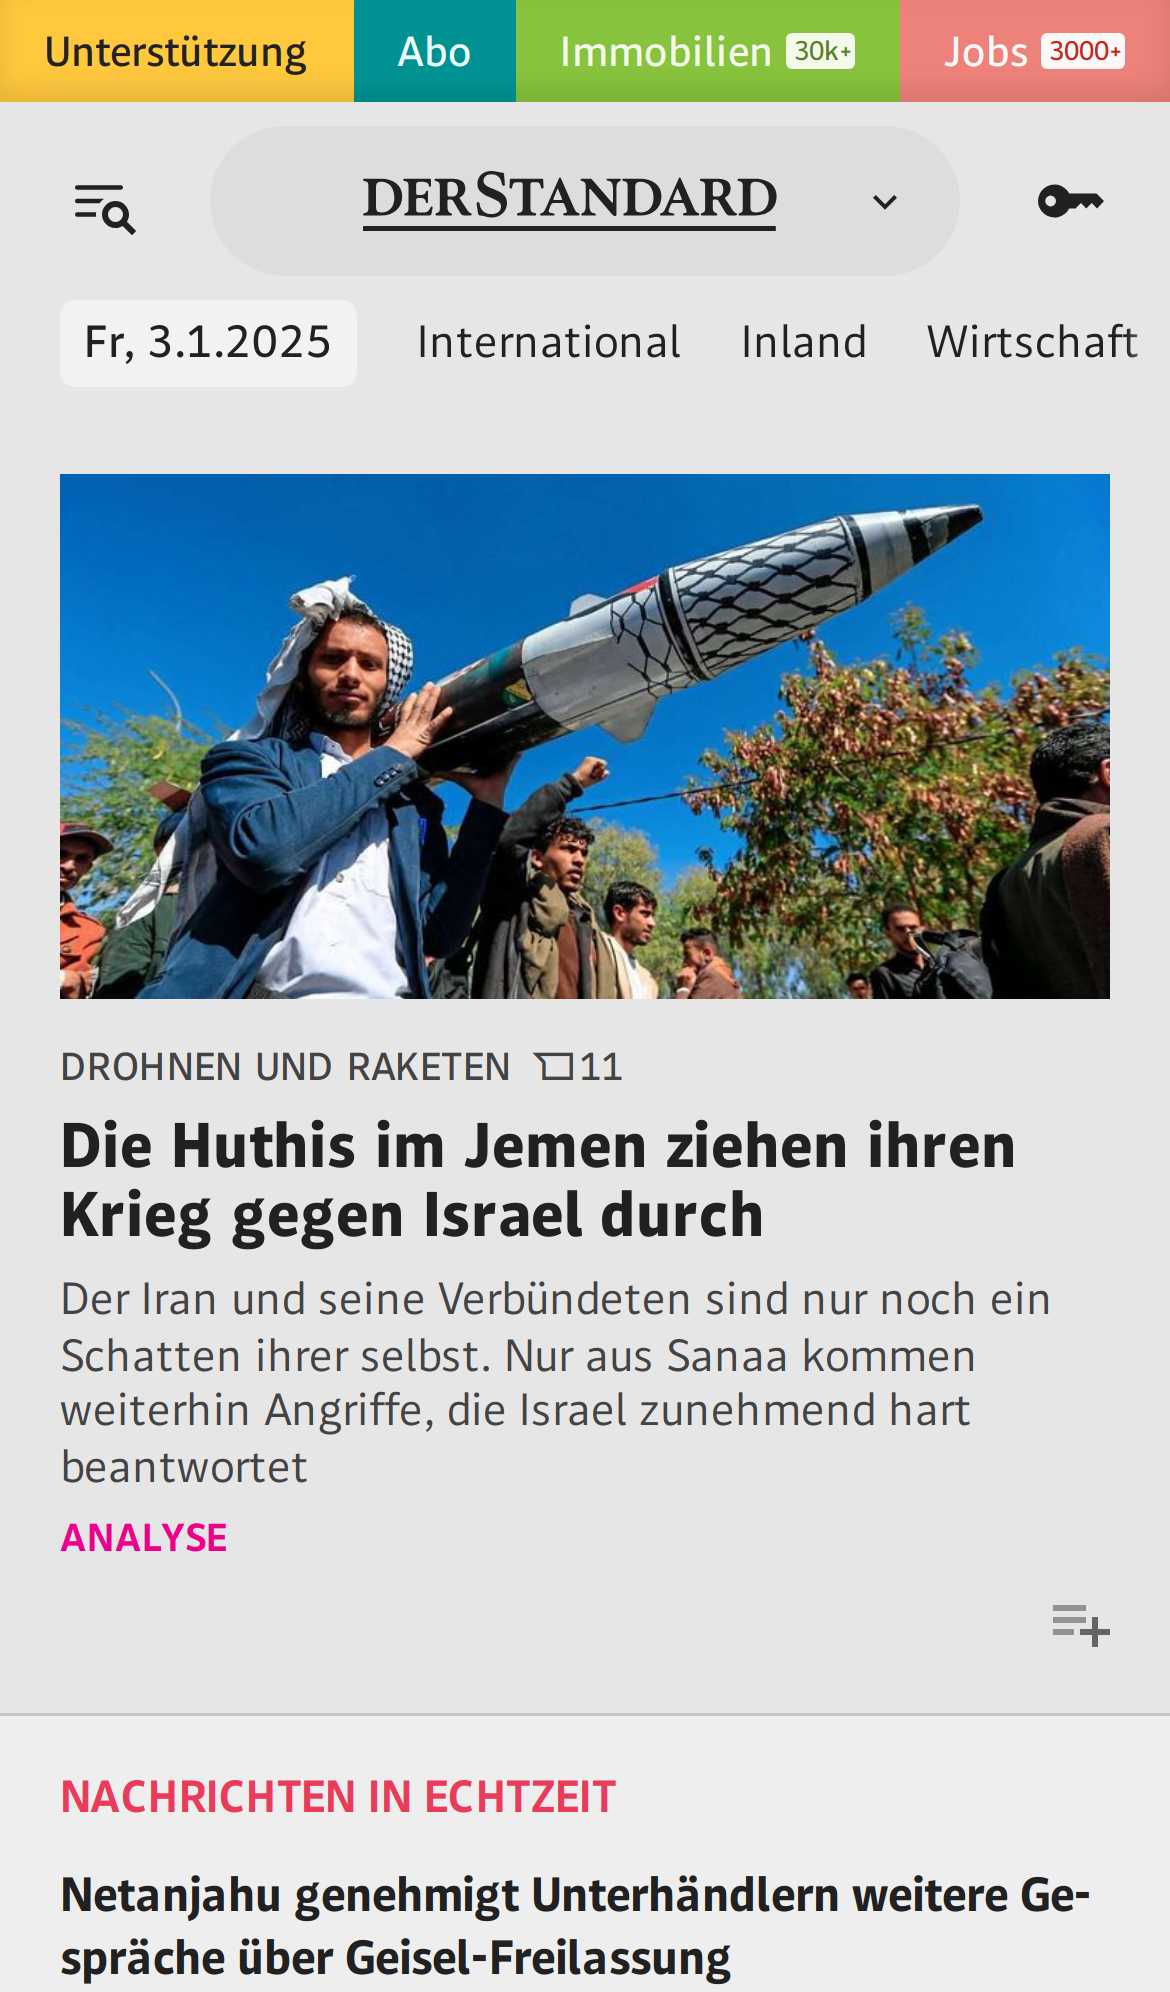 Unterstützung
Abo
Immobilien 30k+
Jobs 3000+
DERSTANDARD
Fr, 3.1.2025
International
Inland
Wirtschaft
DROHNEN UND RAKETEN 11
Die Huthis im Jemen ziehen ihren
Krieg gegen Israel durch
Der Iran und seine Verbündeten sind nur noch ein
Schatten ihrer selbst. Nur aus Sanaa kommen
weiterhin Angriffe, die Israel zunehmend hart
beantwortet
ANALYSE
NACHRICHTEN IN ECHTZEIT
Netanjahu genehmigt Unterhändlern weitere Ge-
spräche über Geisel-Freilassung